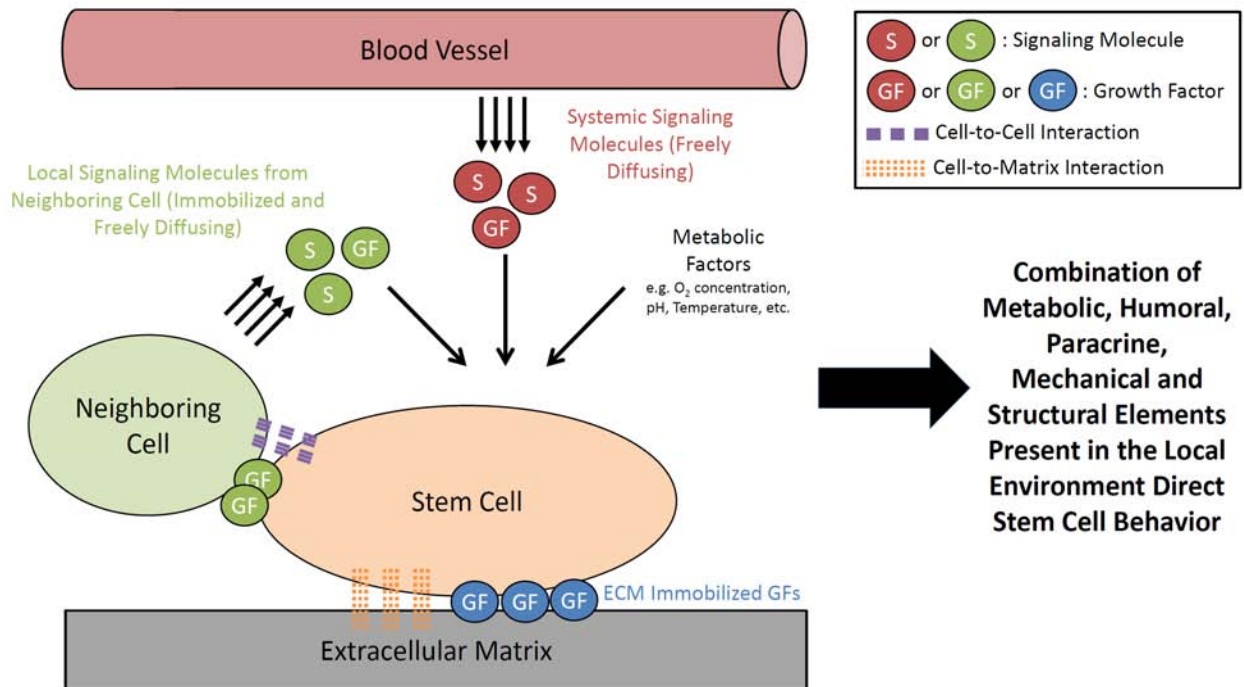 Blood Vessel
S or S : Signaling Molecule
GF or GF or GF : Growth Factor
Cell-to-Cell Interaction
Cell-to-Matrix Interaction
Systemic Signaling
Molecules (Freely
Diffusing)
S
S
GF
Local Signaling Molecules from
Neighboring Cell (Immobilized and
Freely Diffusing)
S
GF
S
Metabolic
Factors
e.g. O₂ concentration,
pH, Temperature, etc.
Neighboring
Cell
GF
GF
Stem Cell
GF GF GF
ECM Immobilized GFs
Extracellular Matrix
Combination of
Metabolic, Humoral,
Paracrine,
Mechanical and
Structural Elements
Present in the Local
Environment Direct
Stem Cell Behavior